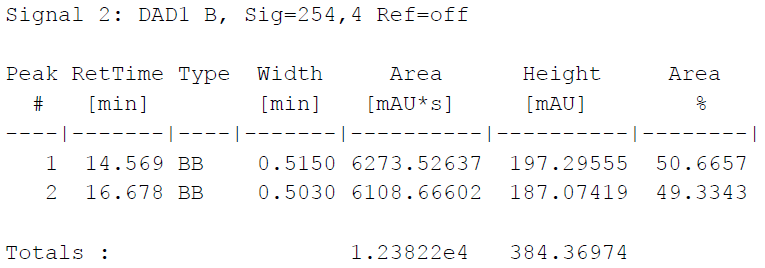 Signal 2: DAD1 B, Sig=254,4 Ref=off
Peak RetTime Type  Width     Area      Height     Area
  #   [min]        [min]   [mAU*s]     [mAU]        %
----|-------|----|-------|----------|----------|--------|
   1  14.569 BB    0.5150 6273.52637  197.29555  50.6657
   2  16.678 BB    0.5030 6108.66602  187.07419  49.3343
Totals :                  1.23822e4   384.36974